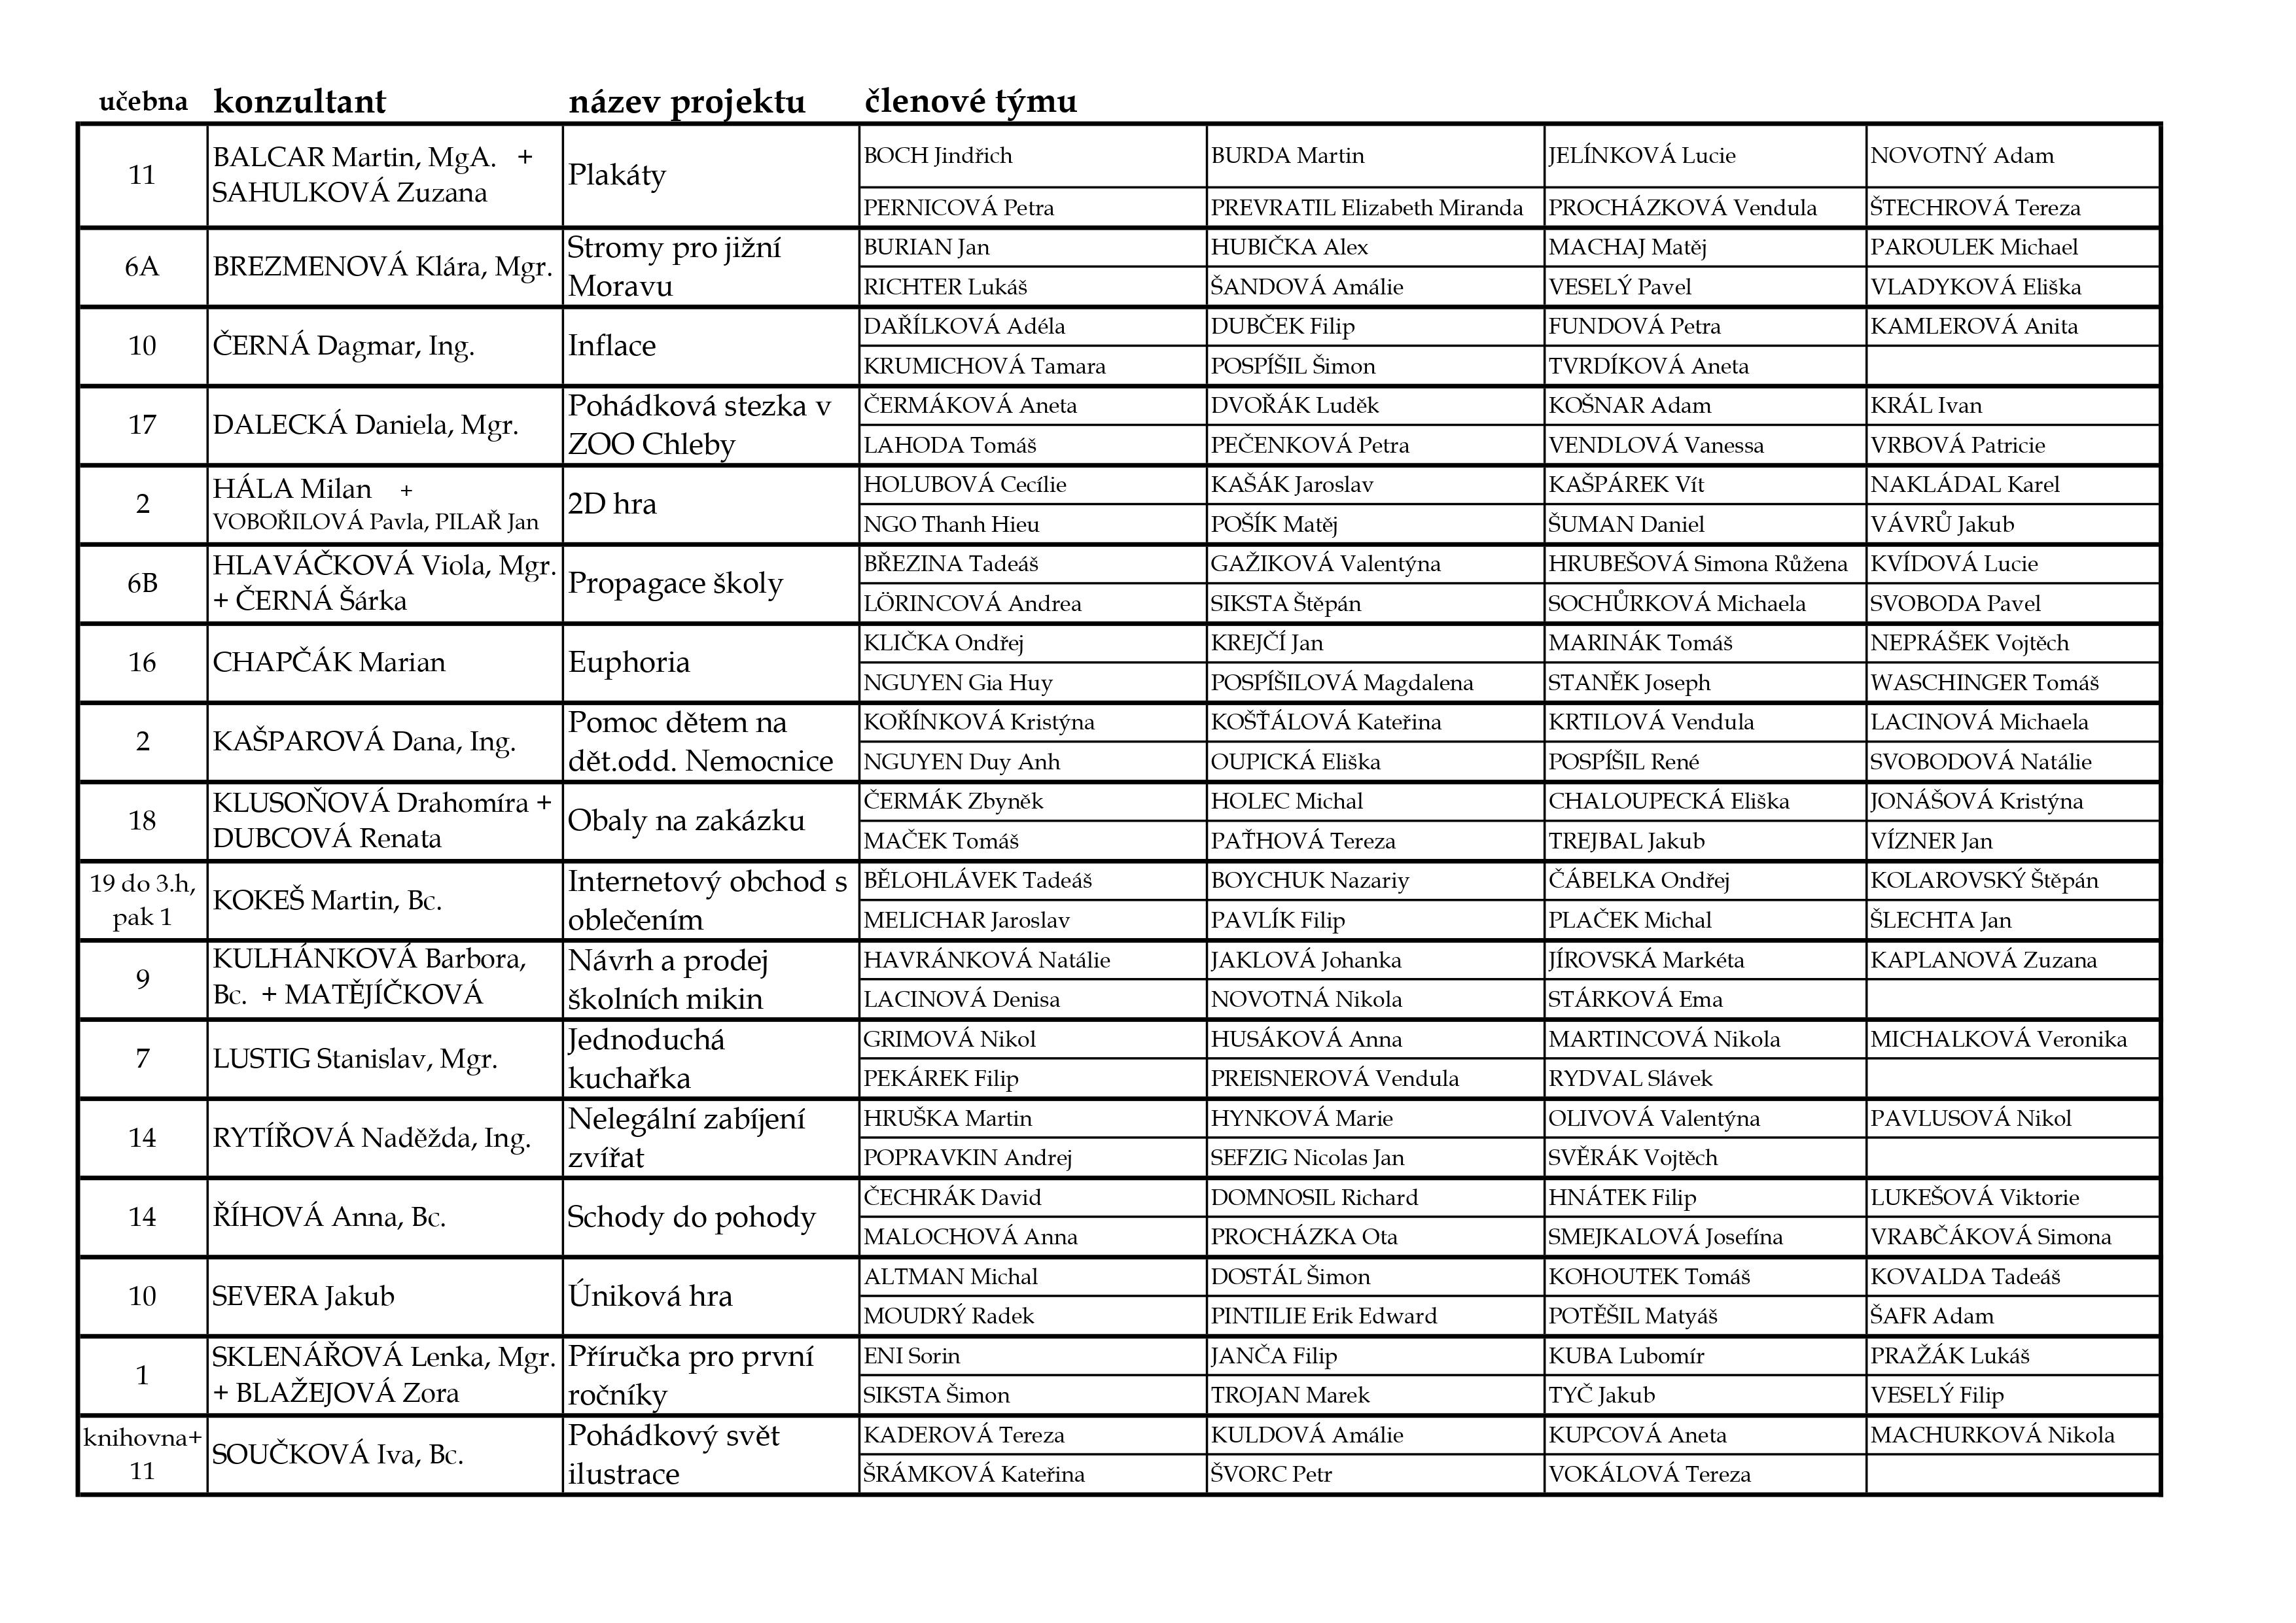 učebna konzultant název projektu členové týmu
11 BALCAR Martin, MgA. + SAHULKOVÁ Zuzana Plakáty BOCH Jindřich BURDA Martin JELÍNKOVÁ Lucie NOVOTNÝ Adam
PERNICOVÁ Petra PREVRATIL Elizabeth Miranda PROCHÁZKOVÁ Vendula ŠTECHROVÁ Tereza
6A BREZMENOVÁ Klára, Mgr. Stromy pro jižní Moravu BURIAN Jan HUBIČKA Alex MACHAJ Matěj PAROULEK Michael
RICHTER Lukáš ŠANDOVÁ Amálie VESELÝ Pavel VLADYKOVÁ Eliška
10 ČERNÁ Dagmar, Ing. Inflace DAŘÍLKOVÁ Adéla DUBČEK Filip FUNDOVÁ Petra KAMLEROVÁ Anita
KRUMICHOVÁ Tamara POSPÍŠIL Šimon TVRDÍKOVÁ Aneta
17 DALECKÁ Daniela, Mgr. Pohádková stezka v ZOO Chleby ČERMÁKOVÁ Aneta DVOŘÁK Luděk KOŠNAR Adam KRÁL Ivan
LAHODA Tomáš PEČENKOVÁ Petra VENDLOVÁ Vanessa VRBOVÁ Patricie
2 HÁLA Milan + VOBOŘILOVÁ Pavla, PILAŘ Jan 2D hra HOLUBOVÁ Cecílie KAŠÁK Jaroslav KAŠPÁREK Vít NAKLÁDAL Karel
NGO Thanh Hieu POŠÍK Matěj ŠUMAN Daniel VÁVRŮ Jakub
6B HLAVÁČKOVÁ Viola, Mgr. + ČERNÁ Šárka Propagace školy BŘEZINA Tadeáš GAŽIKOVÁ Valentýna HRUBEŠOVÁ Simona Růžena KVÍDOVÁ Lucie
LÖRINCOVÁ Andrea SIKSTA Štěpán SOCHŮRKOVÁ Michaela SVOBODA Pavel
16 CHAPČÁK Marian Euphoria KLIČKA Ondřej KREJČÍ Jan MARINÁK Tomáš NEPRÁŠEK Vojtěch
NGUYEN Gia Huy POSPÍŠILOVÁ Magdalena STANĚK Joseph WASCHINGER Tomáš
2 KAŠPAROVÁ Dana, Ing. Pomoc dětem na dět.odd. Nemocnice KOŘÍNKOVÁ Kristýna KOŠŤÁLOVÁ Kateřina KRTILOVÁ Vendula LACINOVÁ Michaela
NGUYEN Duy Anh OUPICKÁ Eliška POSPÍŠIL René SVOBODOVÁ Natálie
18 KLUSOŇOVÁ Drahomíra + DUBCOVÁ Renata Obaly na zakázku ČERMÁK Zbyněk HOLEC Michal CHALOUPECKÁ Eliška JONÁŠOVÁ Kristýna
MAČEK Tomáš PAŤHOVÁ Tereza TREJBAL Jakub VÍZNER Jan
19 do 3.h, pak 1 KOKEŠ Martin, Bc. Internetový obchod s oblečením BĚLOHLÁVEK Tadeáš BOYCHUK Nazariy ČÁBELKA Ondřej KOLAROVSKÝ Štěpán
MELICHAR Jaroslav PAVLÍK Filip PLAČEK Michal ŠLECHTA Jan
9 KULHÁNKOVÁ Barbora, Bc. + MATĚJÍČKOVÁ Návrh a prodej školních mikin HAVRÁNKOVÁ Natálie JAKLOVÁ Johanka JÍROVSKÁ Markéta KAPLANOVÁ Zuzana
LACINOVÁ Denisa NOVOTNÁ Nikola STÁRKOVÁ Ema
7 LUSTIG Stanislav, Mgr. Jednoduchá kuchařka GRIMOVÁ Nikol HUSÁKOVÁ Anna MARTINCOVÁ Nikola MICHALKOVÁ Veronika
PEKÁREK Filip PREISNEROVÁ Vendula RYDVAL Slávek
14 RYTÍŘOVÁ Naděžda, Ing. Nelegální zabíjení zvířat HRUŠKA Martin HYNKOVÁ Marie OLIVOVÁ Valentýna PAVLUSOVÁ Nikol
POPRAVKIN Andrej SEFZIG Nicolas Jan SVĚRÁK Vojtěch
14 ŘÍHOVÁ Anna, Bc. Schody do pohody ČECHRÁK David DOMNOSIL Richard HNÁTEK Filip LUKEŠOVÁ Viktorie
MALOCHOVÁ Anna PROCHÁZKA Ota SMEJKALOVÁ Josefína VRABČÁKOVÁ Simona
10 SEVERA Jakub Úniková hra ALTMAN Michal DOSTÁL Šimon KOHOUTEK Tomáš KOVALDA Tadeáš
MOUDRÝ Radek PINTILIE Erik Edward POTĚŠIL Matyáš ŠAFR Adam
1 SKLENÁŘOVÁ Lenka, Mgr. + BLAŽEJOVÁ Zora Příručka pro první ročníky ENI Sorin JANČA Filip KUBA Lubomír PRAŽÁK Lukáš
SIKSTA Šimon TROJAN Marek TYČ Jakub VESELÝ Filip
knihovna+ 11 SOUČKOVÁ Iva, Bc. Pohádkový svět ilustrace KADEROVÁ Tereza KULDOVÁ Amálie KUPCOVÁ Aneta MACHURKOVÁ Nikola
ŠRÁMKOVÁ Kateřina ŠVORC Petr VOKÁLOVÁ Tereza